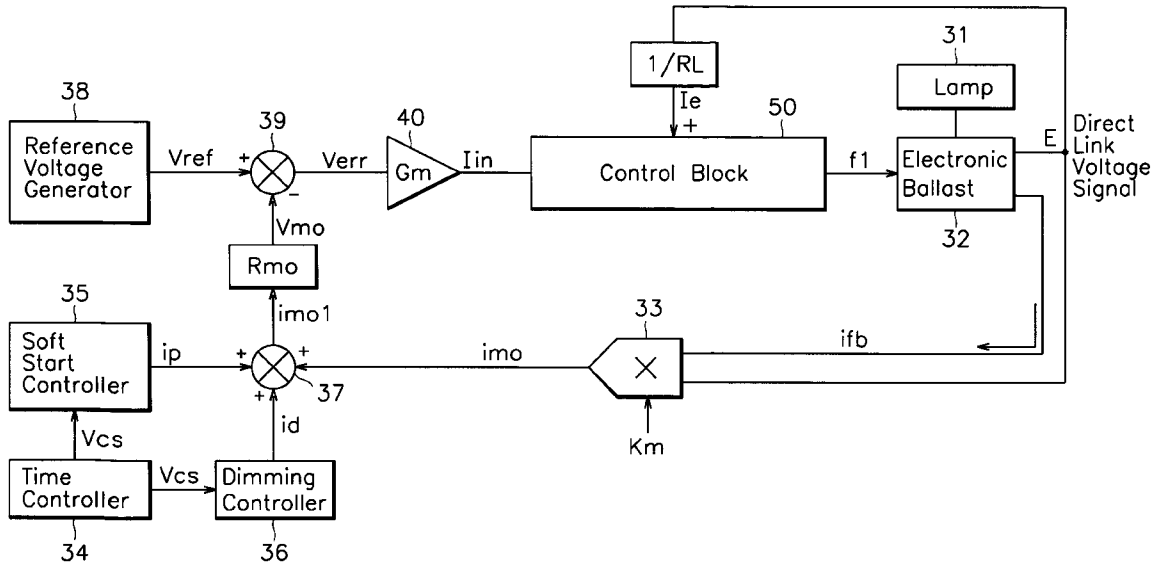 1/RL
Ie
+
31
Lamp
38
Reference
Voltage
Generator
Vref
+
39
−
Verr
40
Gm
Iin
50
Control Block
f1
Electronic
Ballast
32
E
Direct
Link
Voltage
Signal
Vmo
Rmo
imo1
35
Soft
Start
Controller
ip
+
+
+
37
imo
33
×
ifb
Km
id
Vcs
Time
Controller
34
Vcs
Dimming
Controller
36